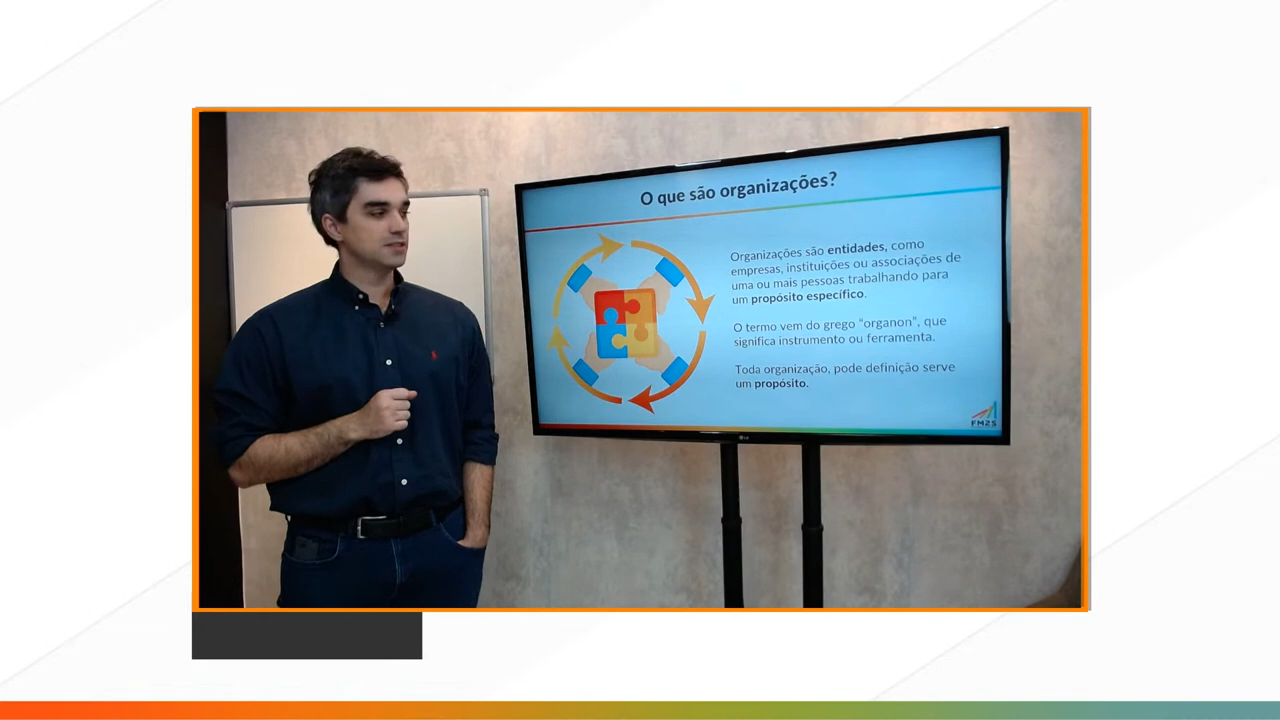 O que são organizações?
Organizações são entidades, como
empresas, instituições ou associações de
uma ou mais pessoas trabalhando para
um propósito específico.
O termo vem do grego "organon", que
significa instrumento ou ferramenta.
Toda organização, pode definição serve
um propósito.
FM2S
LG